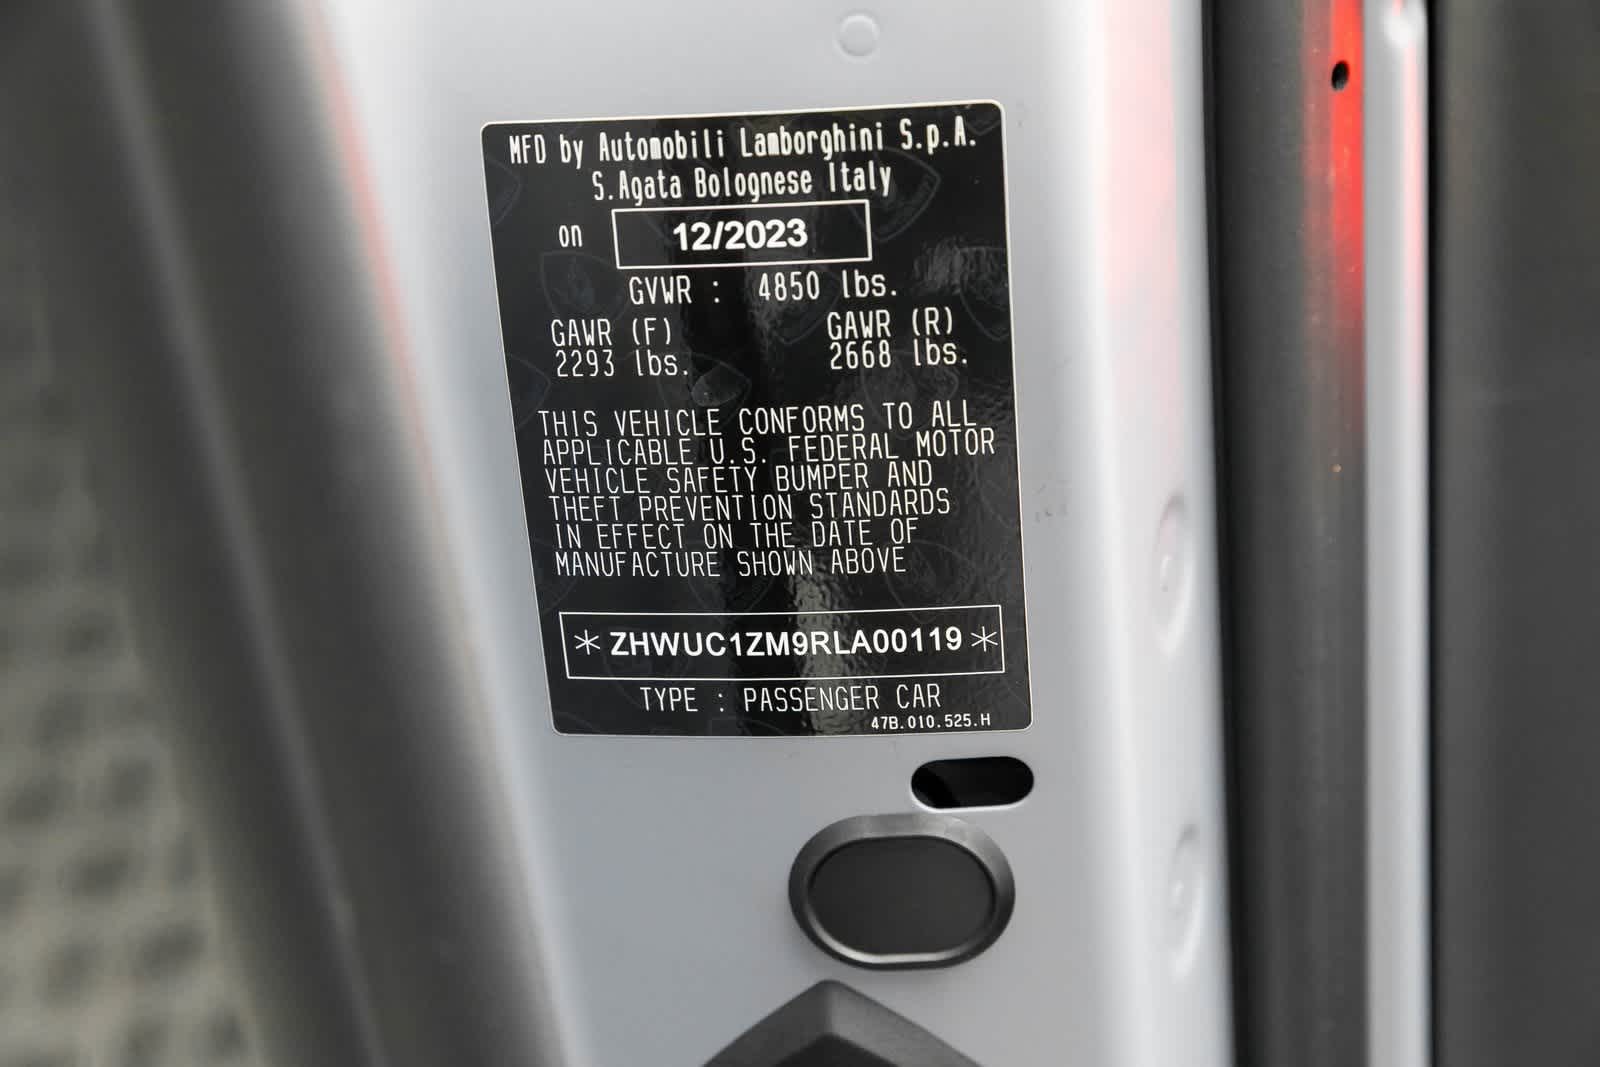 MFD by Automobili Lamborghini S.p.A.
S.Agata Bolognese Italy
on 12/2023
GVWR : 4850 lbs.
GAWR (F) GAWR (R)
2293 lbs. 2668 lbs.
THIS VEHICLE CONFORMS TO ALL
APPLICABLE U.S. FEDERAL MOTOR
VEHICLE SAFETY BUMPER AND
THEFT PREVENTION STANDARDS
IN EFFECT ON THE DATE OF
MANUFACTURE SHOWN ABOVE
* ZHWUC1ZM9RLA00119 *
TYPE : PASSENGER CAR
47B.010.525.H